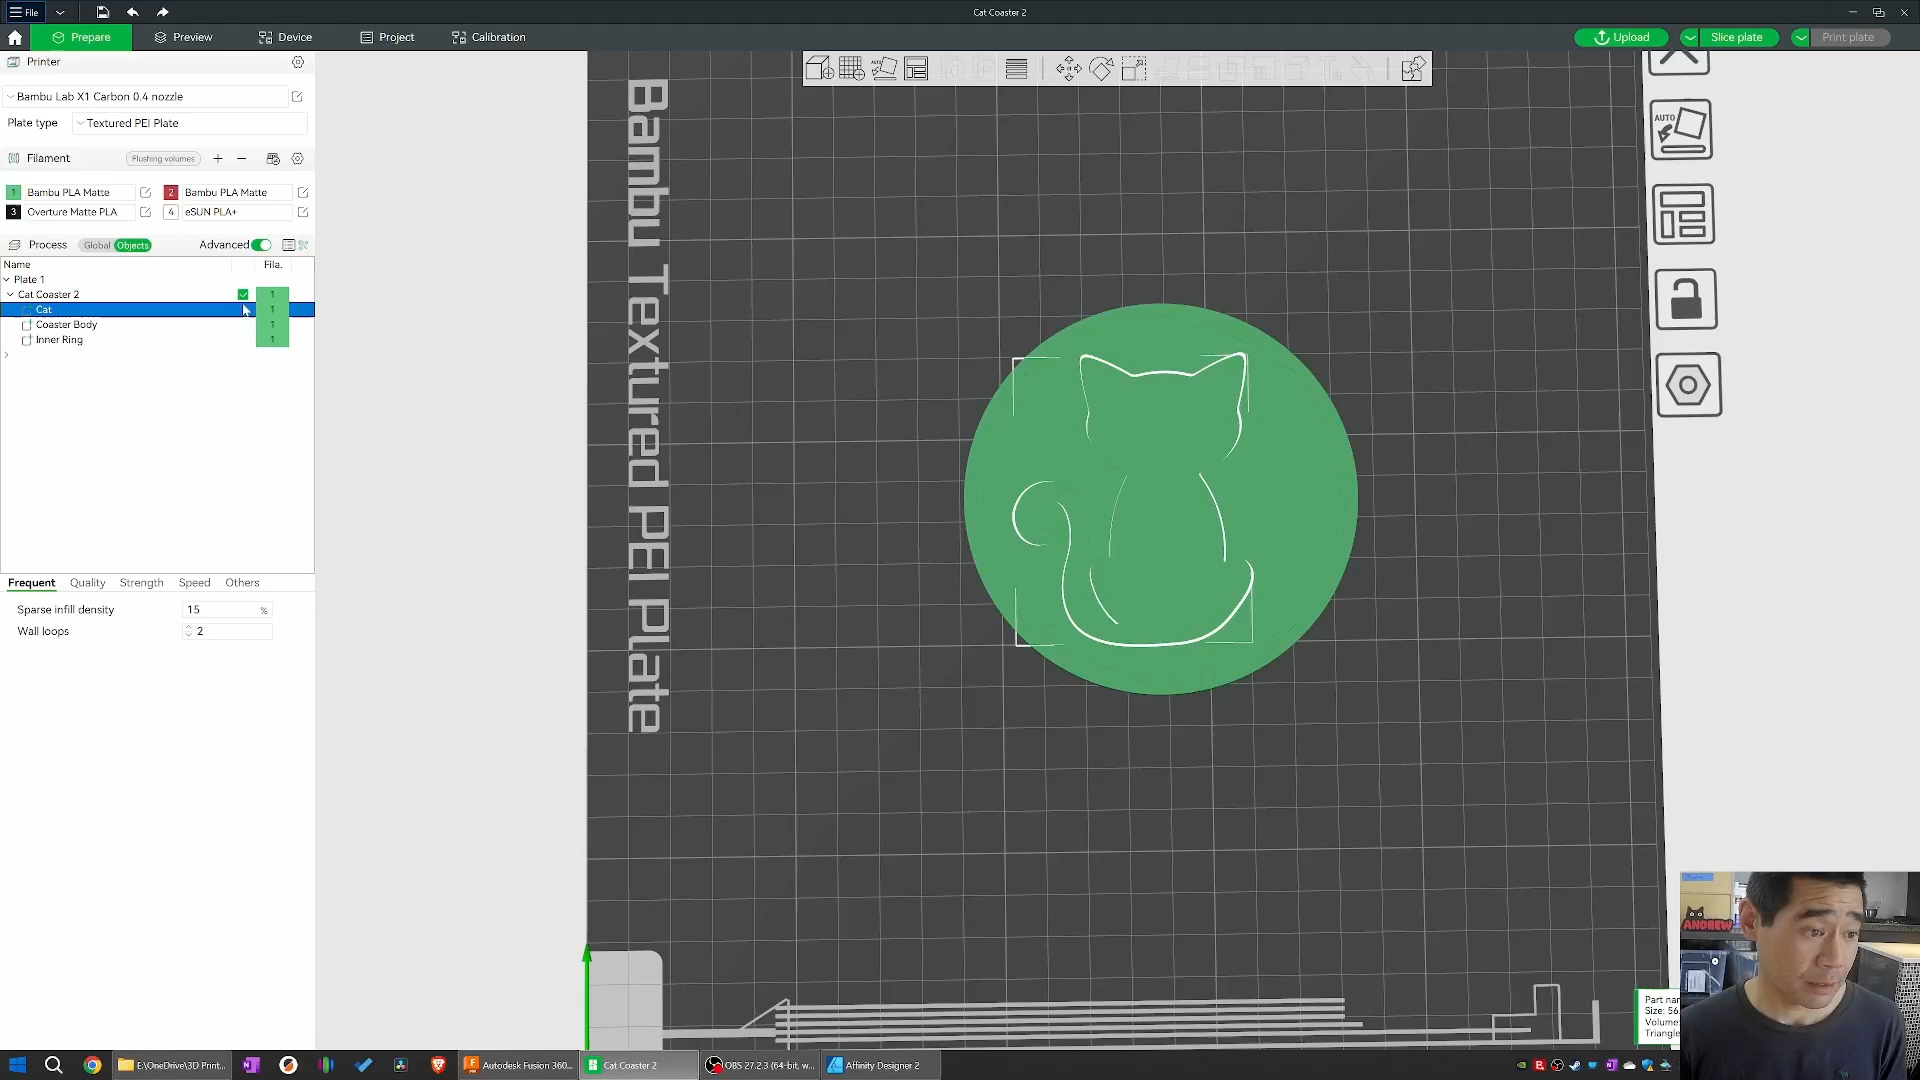 File
Cat Coaster 2
Prepare
Preview
Device
Project
Calibration
Upload
Slice plate
Print plate
Printer
Bambu Lab X1 Carbon 0.4 nozzle
Plate type
Textured PEI Plate
Filament
Flushing volumes
1 Bambu PLA Matte
2 Bambu PLA Matte
3 Overture Matte PLA
4 eSUN PLA+
Process
Global
Objects
Advanced
Name
Fila.
Plate 1
Cat Coaster 2
1
Cat
1
Coaster Body
1
Inner Ring
1
Frequent
Quality
Strength
Speed
Others
Sparse infill density
15
%
Wall loops
2
Bambu Textured PEI Plate
AUTO
AUTO
ANDREW
Part na
Size: 56.
Volume:
Triangle
E:\OneDrive\3D Print...
Autodesk Fusion 360...
Cat Coaster 2
OBS 27.2.3 (64-bit, w...
Affinity Designer 2